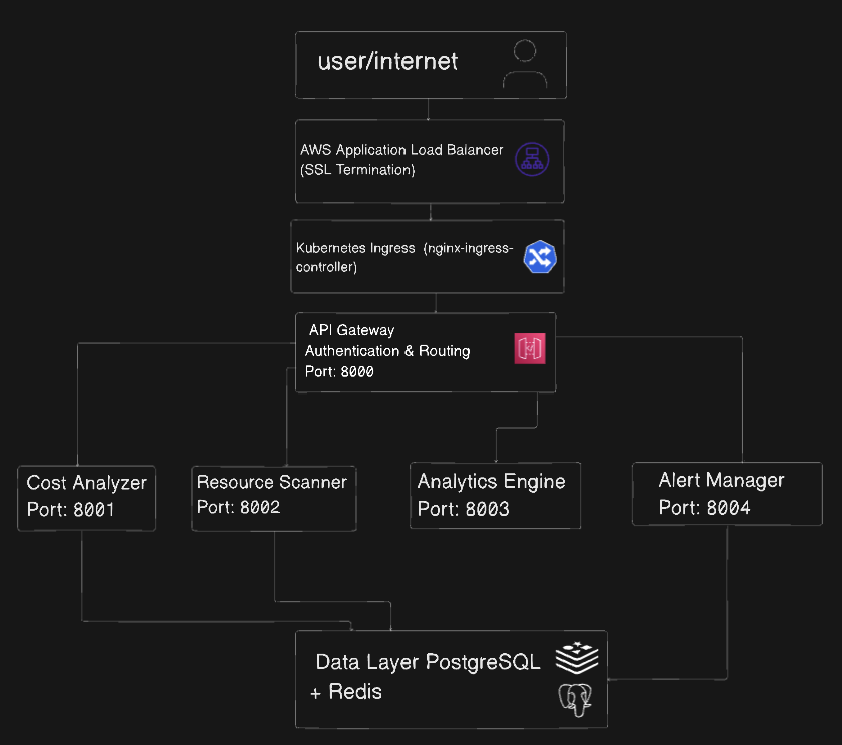 user/internet
AWS Application Load Balancer
(SSL Termination)
Kubernetes Ingress (nginx-ingress-
controller)
API Gateway
Authentication & Routing
Port: 8000
Cost Analyzer
Port: 8001
Resource Scanner
Port: 8002
Analytics Engine
Port: 8003
Alert Manager
Port: 8004
Data Layer PostgreSQL
+ Redis